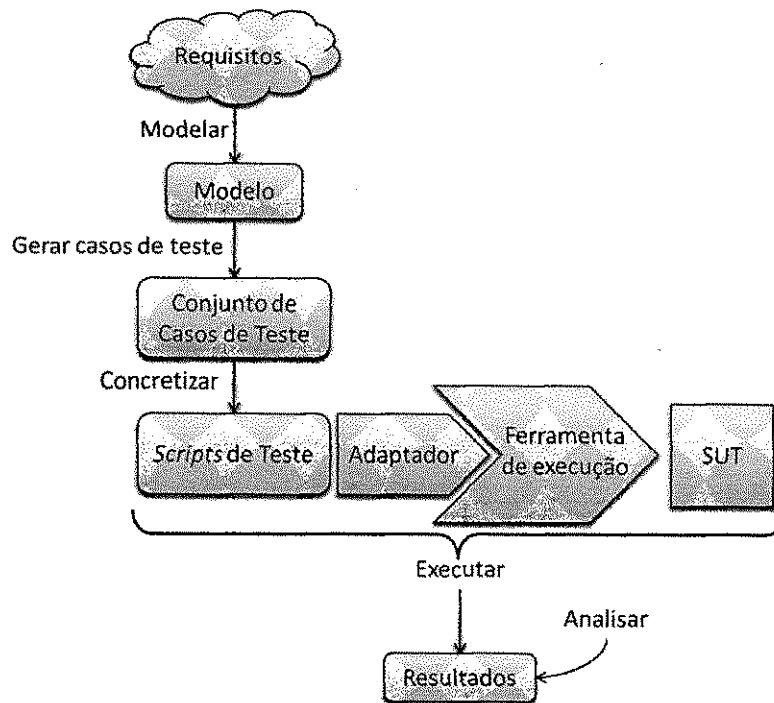 Requisitos
Modelar
Modelo
Gerar casos de teste
Conjunto de
Casos de Teste
Concretizar
Scripts de Teste
Adaptador
Ferramenta
de execução
SUT
Executar
Analisar
Resultados